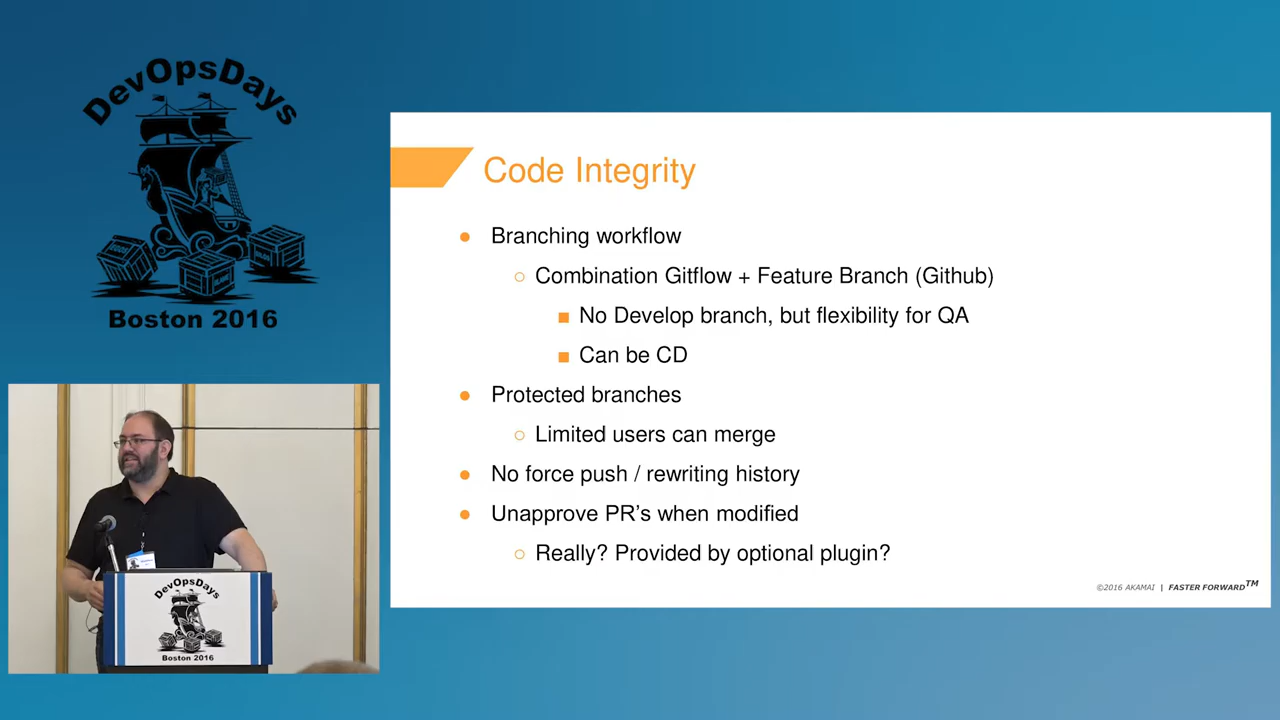 DevOpsDays
Boston 2016
Code Integrity
Branching workflow
Combination Gitflow + Feature Branch (Github)
No Develop branch, but flexibility for QA
Can be CD
Protected branches
Limited users can merge
No force push / rewriting history
Unapprove PR's when modified
Really? Provided by optional plugin?
©2016 AKAMAI | FASTER FORWARD™
DevOpsDays
Boston 2016